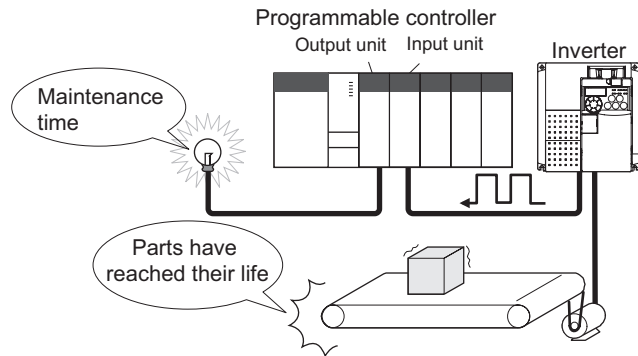 Programmable controller
Output unit
Input unit
Inverter
Maintenance
time
Parts have
reached their life